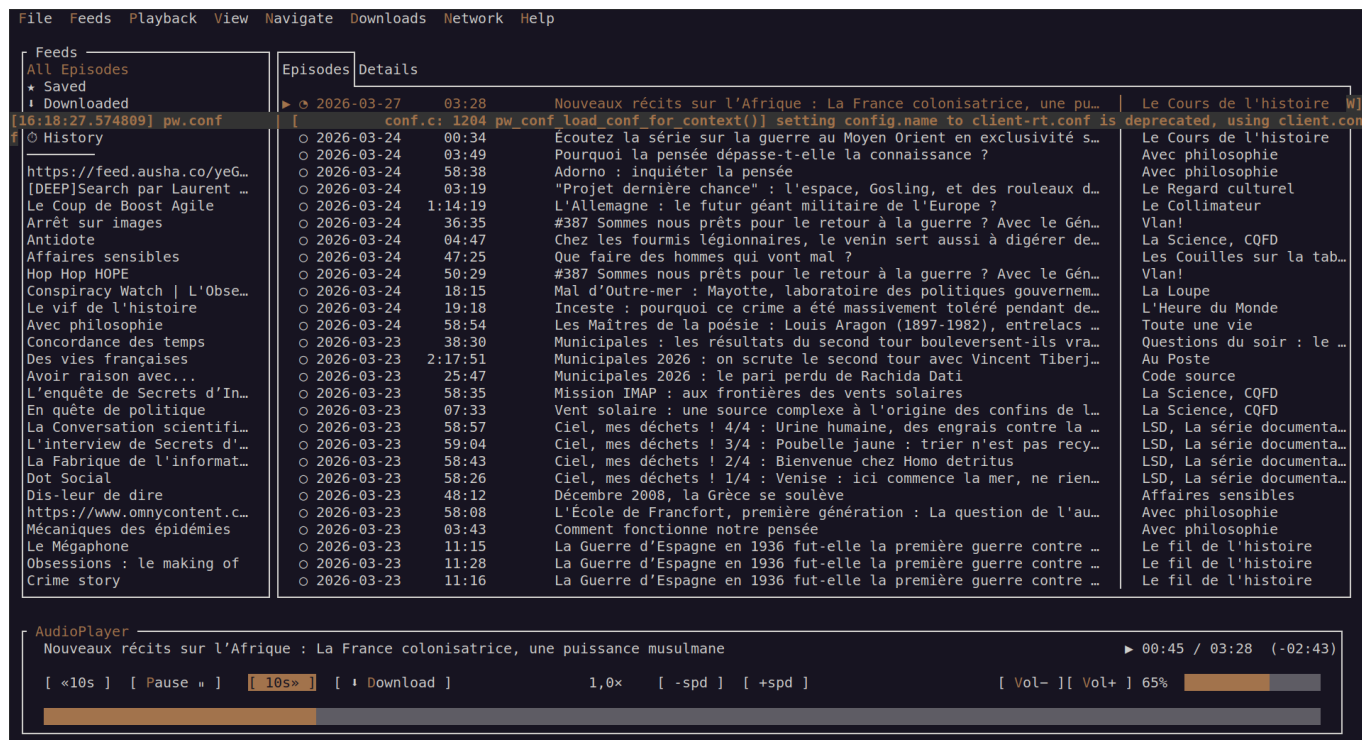 File  Feeds  Playback  View  Navigate  Downloads  Network  Help
Feeds
All Episodes
★ Saved
⬇ Downloaded
[16:18:27.574809] pw.conf
f ⏱ History
https://feed.ausha.co/yeG…
[DEEP]Search par Laurent …
Le Coup de Boost Agile
Arrêt sur images
Antidote
Affaires sensibles
Hop Hop HOPE
Conspiracy Watch | L'Obse…
Le vif de l'histoire
Avec philosophie
Concordance des temps
Des vies françaises
Avoir raison avec...
L’enquête de Secrets d’In…
En quête de politique
La Conversation scientifi…
L'interview de Secrets d'…
La Fabrique de l'informat…
Dot Social
Dis-leur de dire
https://www.omnycontent.c…
Mécaniques des épidémies
Le Mégaphone
Obsessions : le making of
Crime story
Episodes Details
▶ ◔ 2026-03-27 03:28 Nouveaux récits sur l’Afrique : La France colonisatrice, une pu… │ Le Cours de l'histoire W]
| [ conf.c: 1204 pw_conf_load_conf_for_context()] setting config.name to client-rt.conf is deprecated, using client.con
○ 2026-03-24 00:34 Écoutez la série sur la guerre au Moyen Orient en exclusivité s… Le Cours de l'histoire
○ 2026-03-24 03:49 Pourquoi la pensée dépasse-t-elle la connaissance ? Avec philosophie
○ 2026-03-24 58:38 Adorno : inquiéter la pensée Avec philosophie
○ 2026-03-24 03:19 "Projet dernière chance" : l'espace, Gosling, et des rouleaux d… Le Regard culturel
○ 2026-03-24 1:14:19 L'Allemagne : le futur géant militaire de l'Europe ? Le Collimateur
○ 2026-03-24 36:35 #387 Sommes nous prêts pour le retour à la guerre ? Avec le Gén… Vlan!
○ 2026-03-24 04:47 Chez les fourmis légionnaires, le venin sert aussi à digérer de… La Science, CQFD
○ 2026-03-24 47:25 Que faire des hommes qui vont mal ? Les Couilles sur la tab…
○ 2026-03-24 50:29 #387 Sommes nous prêts pour le retour à la guerre ? Avec le Gén… Vlan!
○ 2026-03-24 18:15 Mal d’Outre-mer : Mayotte, laboratoire des politiques gouvernem… La Loupe
○ 2026-03-24 19:18 Inceste : pourquoi ce crime a été massivement toléré pendant de… L'Heure du Monde
○ 2026-03-24 58:54 Les Maîtres de la poésie : Louis Aragon (1897-1982), entrelacs … Toute une vie
○ 2026-03-23 38:30 Municipales : les résultats du second tour bouleversent-ils vra… Questions du soir : le …
○ 2026-03-23 2:17:51 Municipales 2026 : on scrute le second tour avec Vincent Tiberj… Au Poste
○ 2026-03-23 25:47 Municipales 2026 : le pari perdu de Rachida Dati Code source
○ 2026-03-23 58:35 Mission IMAP : aux frontières des vents solaires La Science, CQFD
○ 2026-03-23 07:33 Vent solaire : une source complexe à l'origine des confins de l… La Science, CQFD
○ 2026-03-23 58:57 Ciel, mes déchets ! 4/4 : Urine humaine, des engrais contre la … LSD, La série documenta…
○ 2026-03-23 59:04 Ciel, mes déchets ! 3/4 : Poubelle jaune : trier n'est pas recy… LSD, La série documenta…
○ 2026-03-23 58:43 Ciel, mes déchets ! 2/4 : Bienvenue chez Homo detritus LSD, La série documenta…
○ 2026-03-23 58:26 Ciel, mes déchets ! 1/4 : Venise : ici commence la mer, ne rien… LSD, La série documenta…
○ 2026-03-23 48:12 Décembre 2008, la Grèce se soulève Affaires sensibles
○ 2026-03-23 58:08 L'École de Francfort, première génération : La question de l'au… Avec philosophie
○ 2026-03-23 03:43 Comment fonctionne notre pensée Avec philosophie
○ 2026-03-23 11:15 La Guerre d’Espagne en 1936 fut-elle la première guerre contre … Le fil de l'histoire
○ 2026-03-23 11:28 La Guerre d’Espagne en 1936 fut-elle la première guerre contre … Le fil de l'histoire
○ 2026-03-23 11:16 La Guerre d’Espagne en 1936 fut-elle la première guerre contre … Le fil de l'histoire
AudioPlayer
Nouveaux récits sur l’Afrique : La France colonisatrice, une puissance musulmane ▶ 00:45 / 03:28 (-02:43)
[ «10s ] [ Pause ⏸ ] [ 10s» ] [ ⬇ Download ] 1,0× [ -spd ] [ +spd ] [ Vol− ][ Vol+ ] 65%